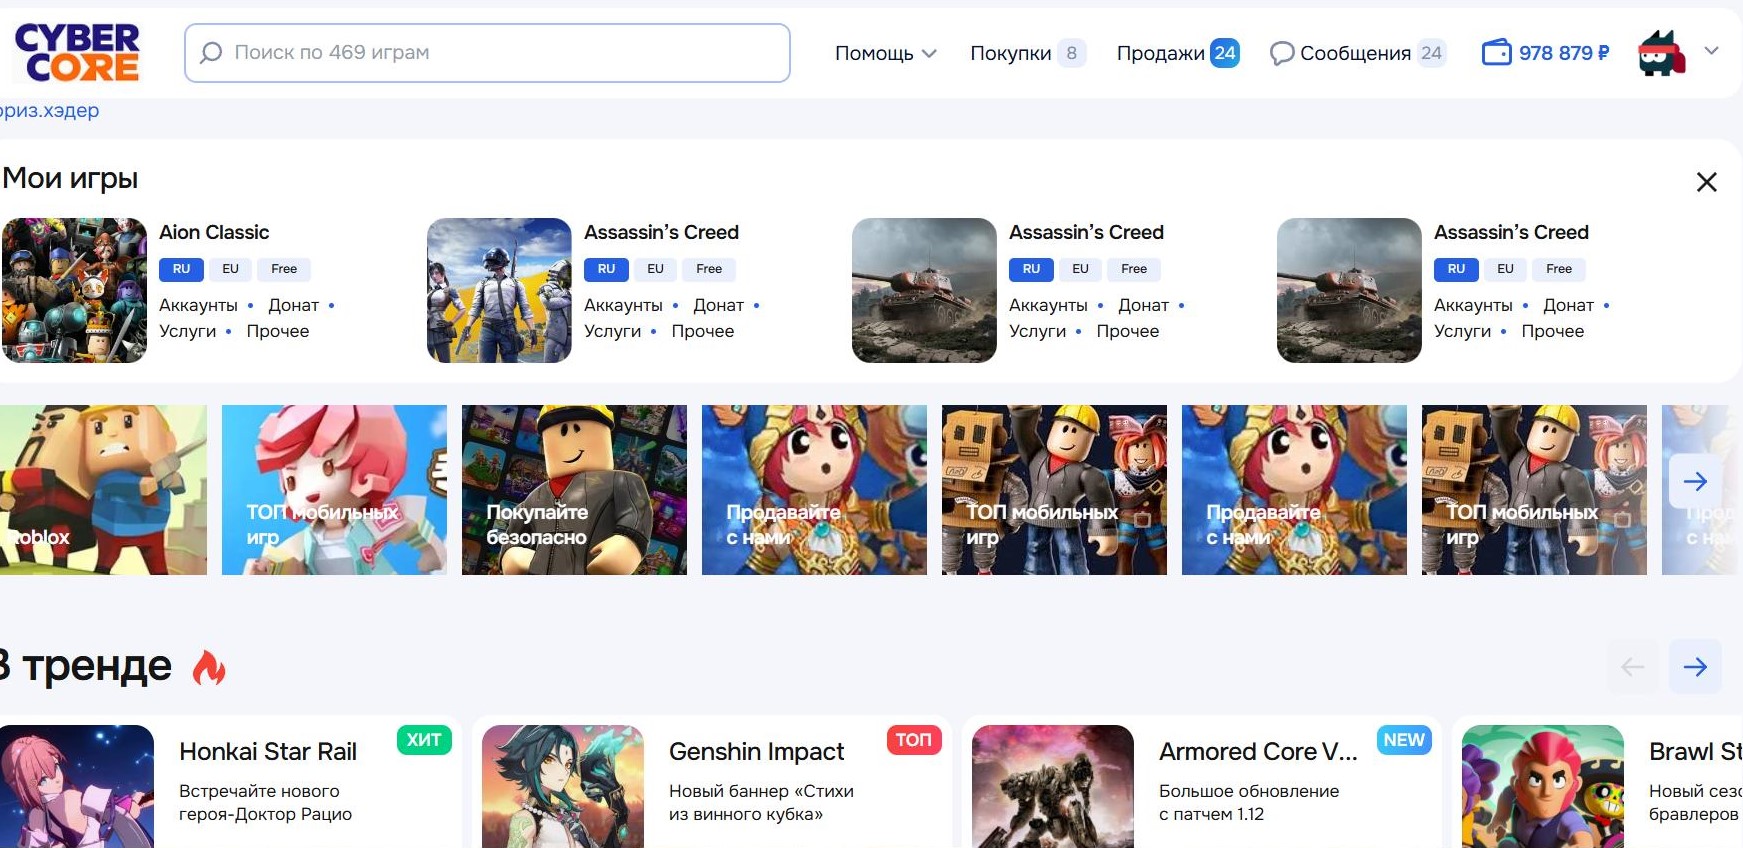 CYBER
CORE
Поиск по 469 играм
Помощь
Покупки 8
Продажи 24
Сообщения 24
978 879 ₽
ориз.хэдер
Мои игры
Aion Classic
RU EU Free
Аккаунты • Донат •
Услуги • Прочее
Assassin’s Creed
RU EU Free
Аккаунты • Донат •
Услуги • Прочее
Assassin’s Creed
RU EU Free
Аккаунты • Донат •
Услуги • Прочее
Assassin’s Creed
RU EU Free
Аккаунты • Донат •
Услуги • Прочее
Roblox
ТОП мобильных
игр
Покупайте
безопасно
Продавайте
с нами
ТОП мобильных
игр
Продавайте
с нами
ТОП мобильных
игр
Прод
с на
В тренде
Honkai Star Rail
ХИТ
Встречайте нового
героя-Доктор Рацио
Genshin Impact
ТОП
Новый баннер «Стихи
из винного кубка»
Armored Core V...
NEW
Большое обновление
с патчем 1.12
Brawl St
Новый сезо
бравлеров